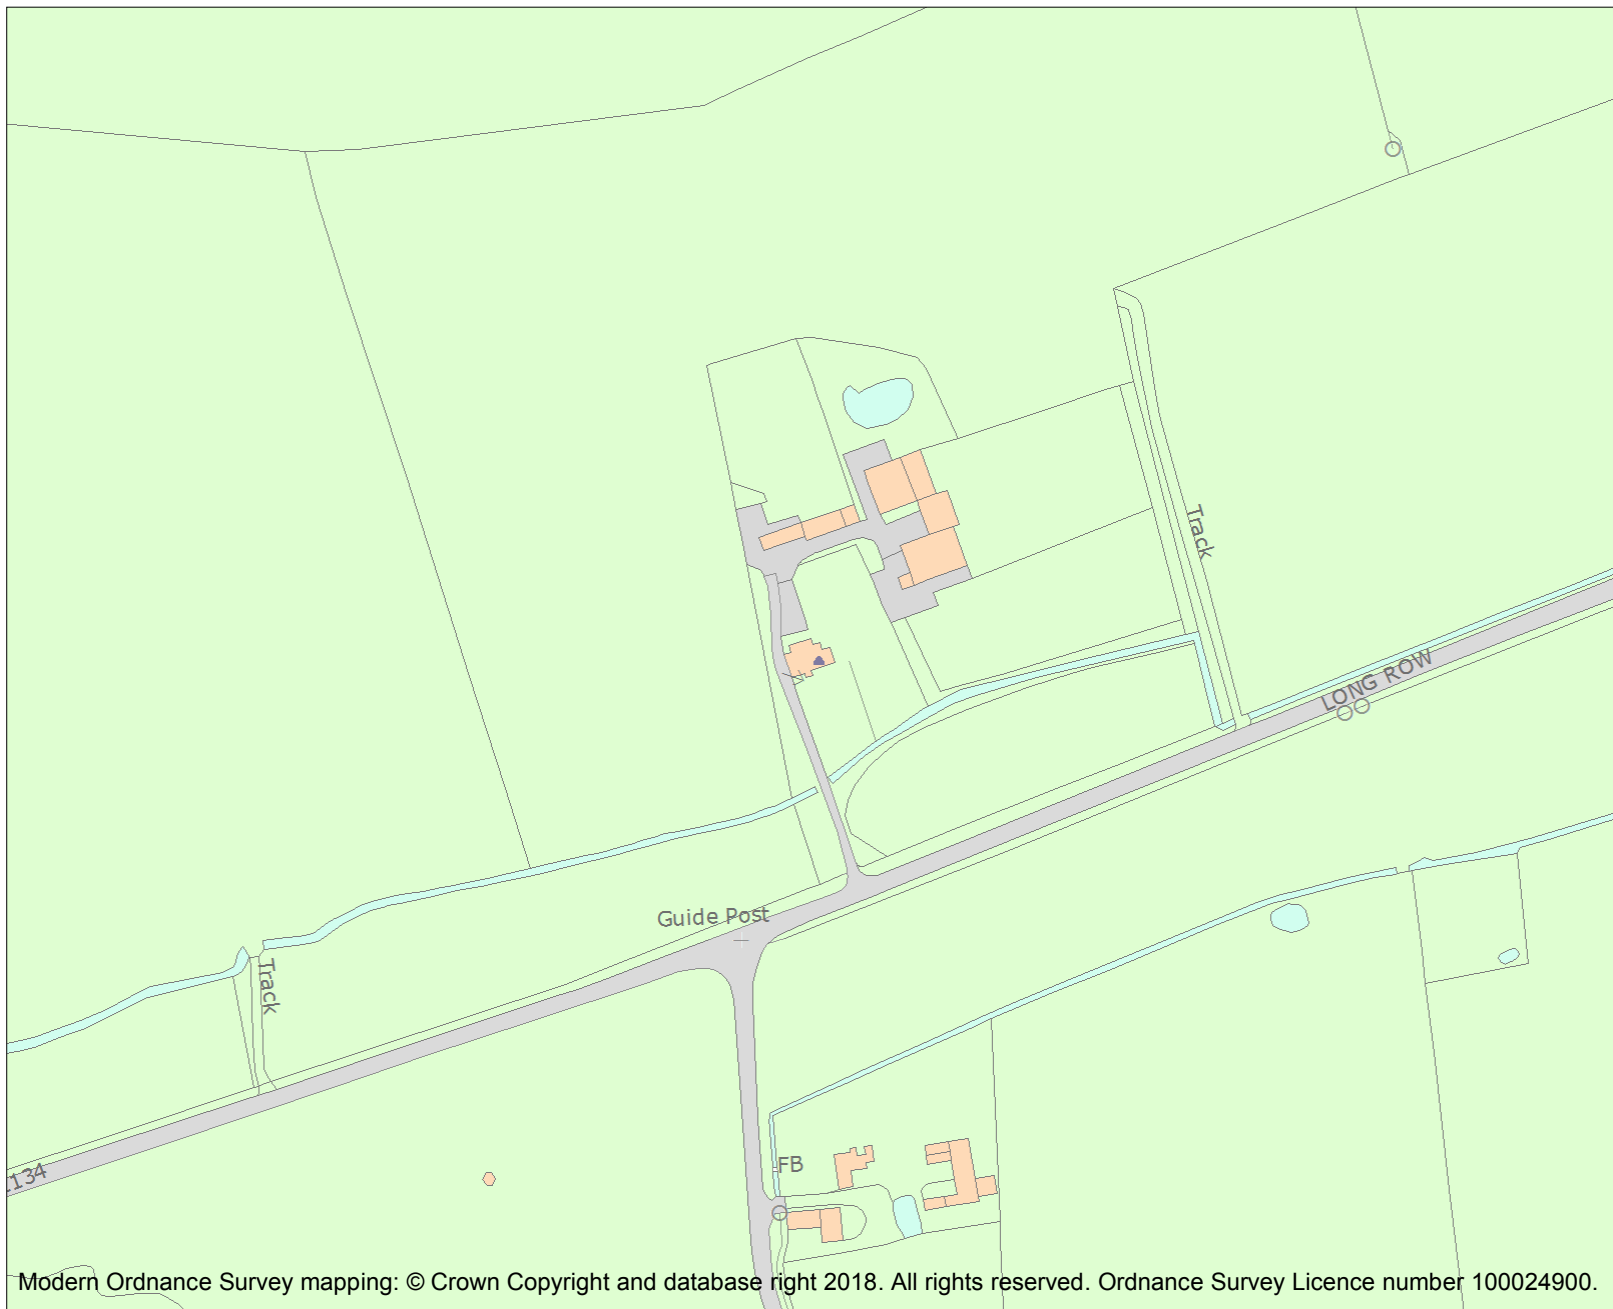 Track
LONG ROW
Guide Post
Track
FB
Modern Ordnance Survey mapping: © Crown Copyright and database right 2018. All rights reserved. Ordnance Survey Licence number 100024900.